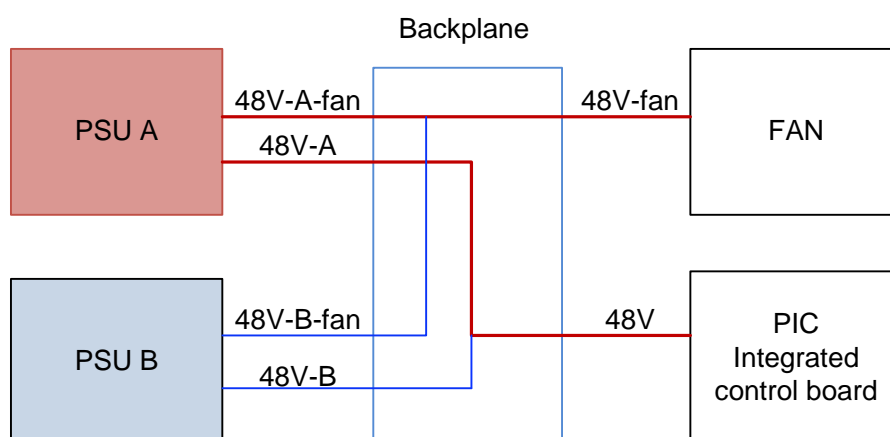 Backplane
48V-A-fan
48V-fan
PSU A
FAN
48V-A
48V-B-fan
48V
PIC
Integrated
control board
PSU B
48V-B